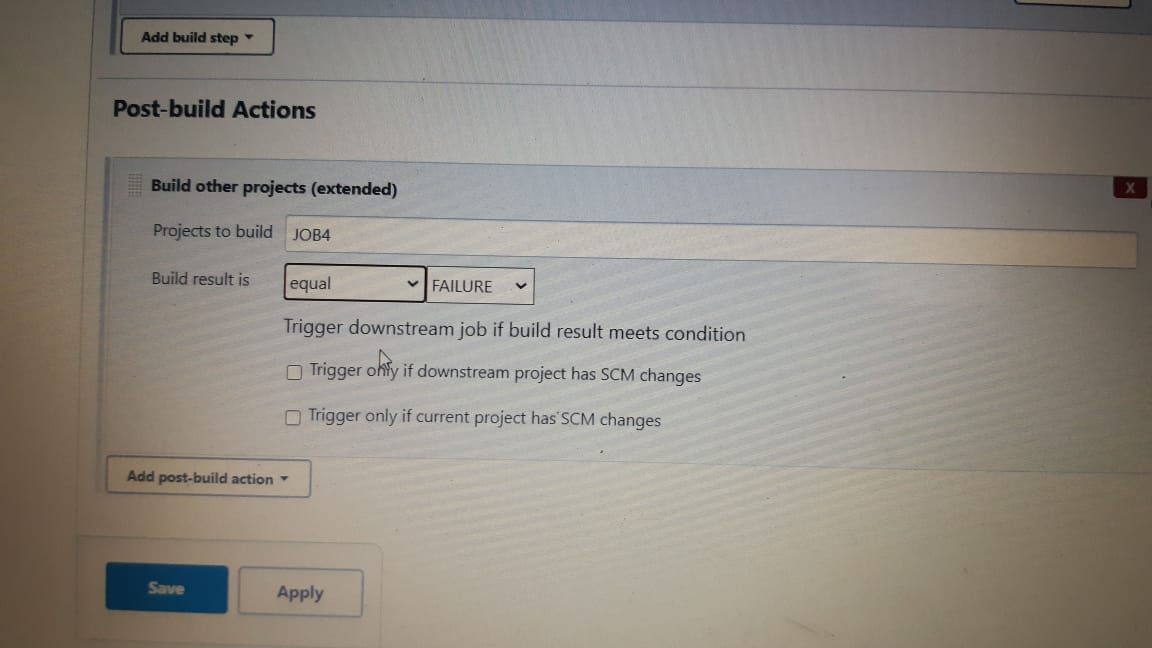 Add build step
Post-build Actions
Build other projects (extended)
X
Projects to build JOB4
Build result is equal FAILURE
Trigger downstream job if build result meets condition
Trigger only if downstream project has SCM changes
Trigger only if current project has SCM changes
Add post-build action
Save Apply